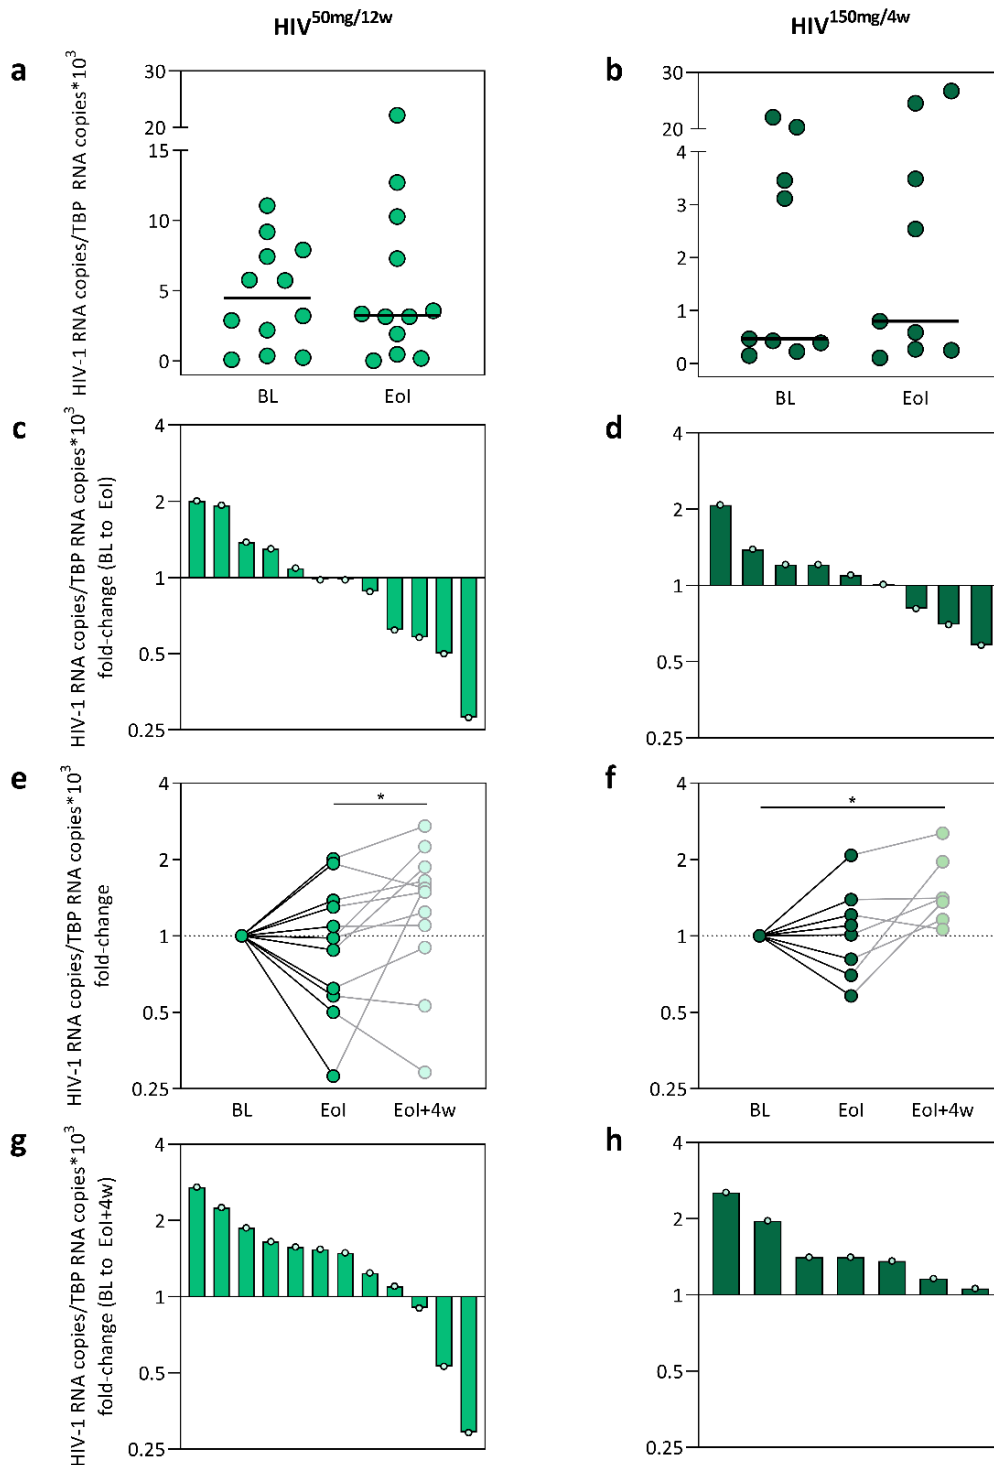 HIV50mg/12w
HIV150mg/4w
a
HIV-1 RNA copies/TBP RNA copies*103
30
20
15
10
5
0
BL
EoI
b
30
20
4
3
2
1
0
BL
EoI
c
HIV-1 RNA copies/TBP RNA copies*103
fold-change (BL to EoI)
4
2
1
0.5
0.25
d
4
2
1
0.5
0.25
e
HIV-1 RNA copies/TBP RNA copies*103
fold-change
4
2
1
0.5
0.25
*
BL
EoI
EoI+4w
f
4
2
1
0.5
0.25
*
BL
EoI
EoI+4w
g
HIV-1 RNA copies/TBP RNA copies*103
fold-change (BL to EoI+4w)
4
2
1
0.5
0.25
h
4
2
1
0.5
0.25